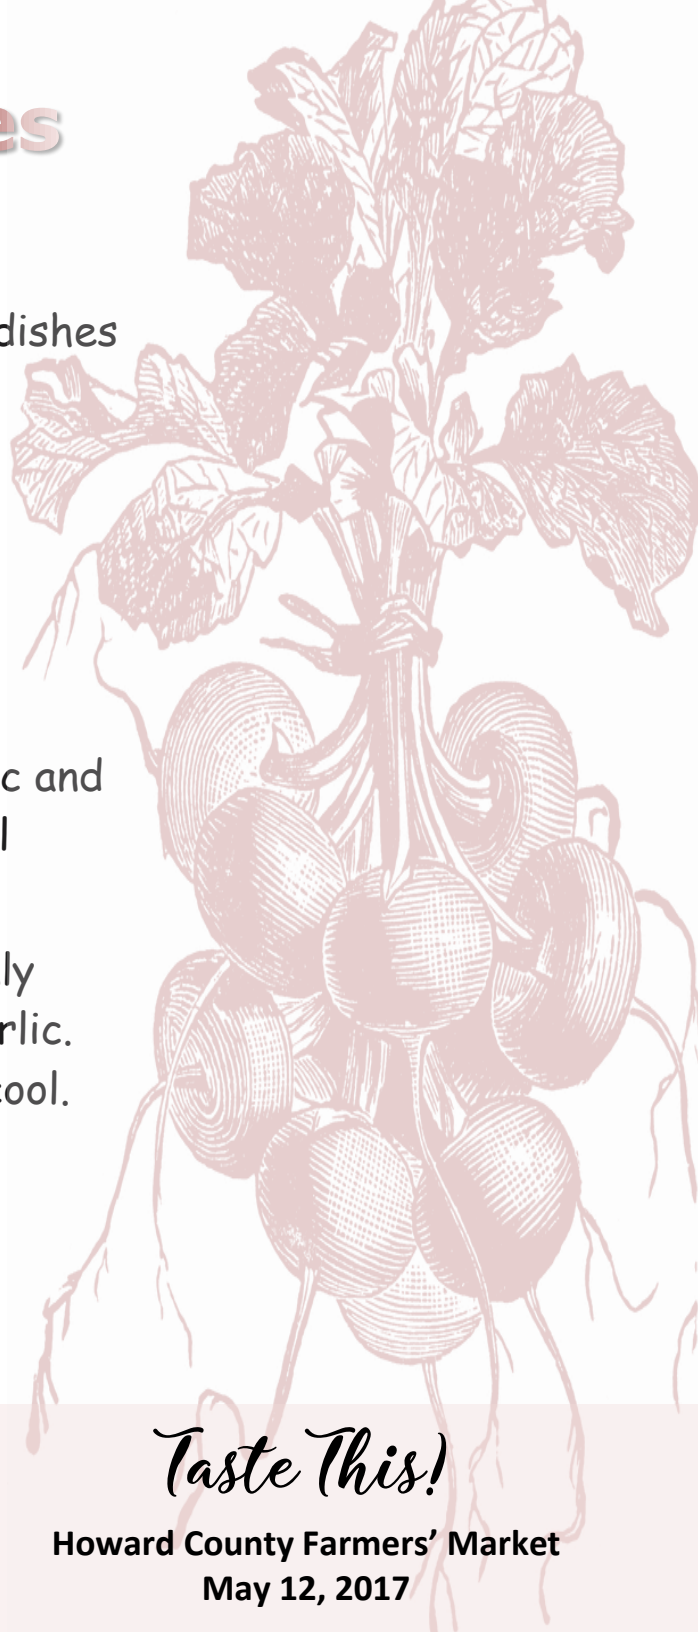 es
dishes
c and
l
ly
rlic.
cool.
Taste This!
Howard County Farmers' Market
May 12, 2017